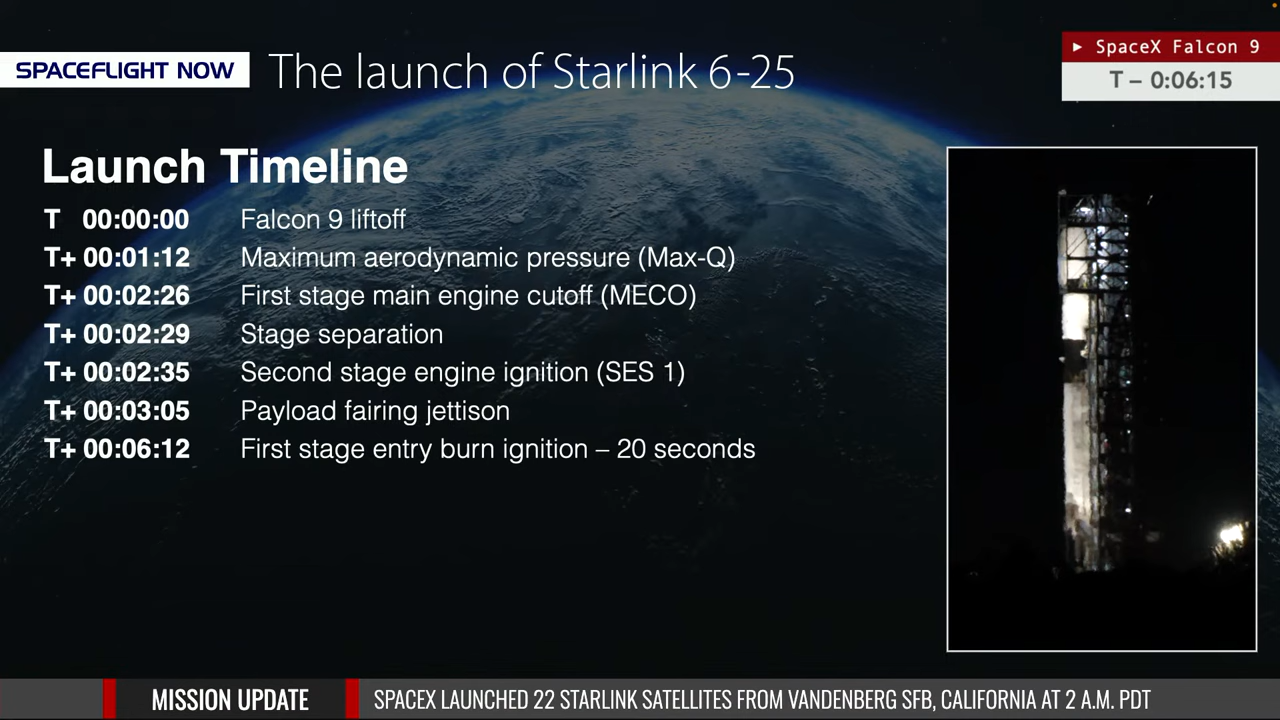 SPACEFLIGHT NOW
The launch of Starlink 6-25
► SpaceX Falcon 9
T – 0:06:15
Launch Timeline
T 00:00:00 Falcon 9 liftoff
T+ 00:01:12 Maximum aerodynamic pressure (Max-Q)
T+ 00:02:26 First stage main engine cutoff (MECO)
T+ 00:02:29 Stage separation
T+ 00:02:35 Second stage engine ignition (SES 1)
T+ 00:03:05 Payload fairing jettison
T+ 00:06:12 First stage entry burn ignition – 20 seconds
MISSION UPDATE
SPACEX LAUNCHED 22 STARLINK SATELLITES FROM VANDENBERG SFB, CALIFORNIA AT 2 A.M. PDT